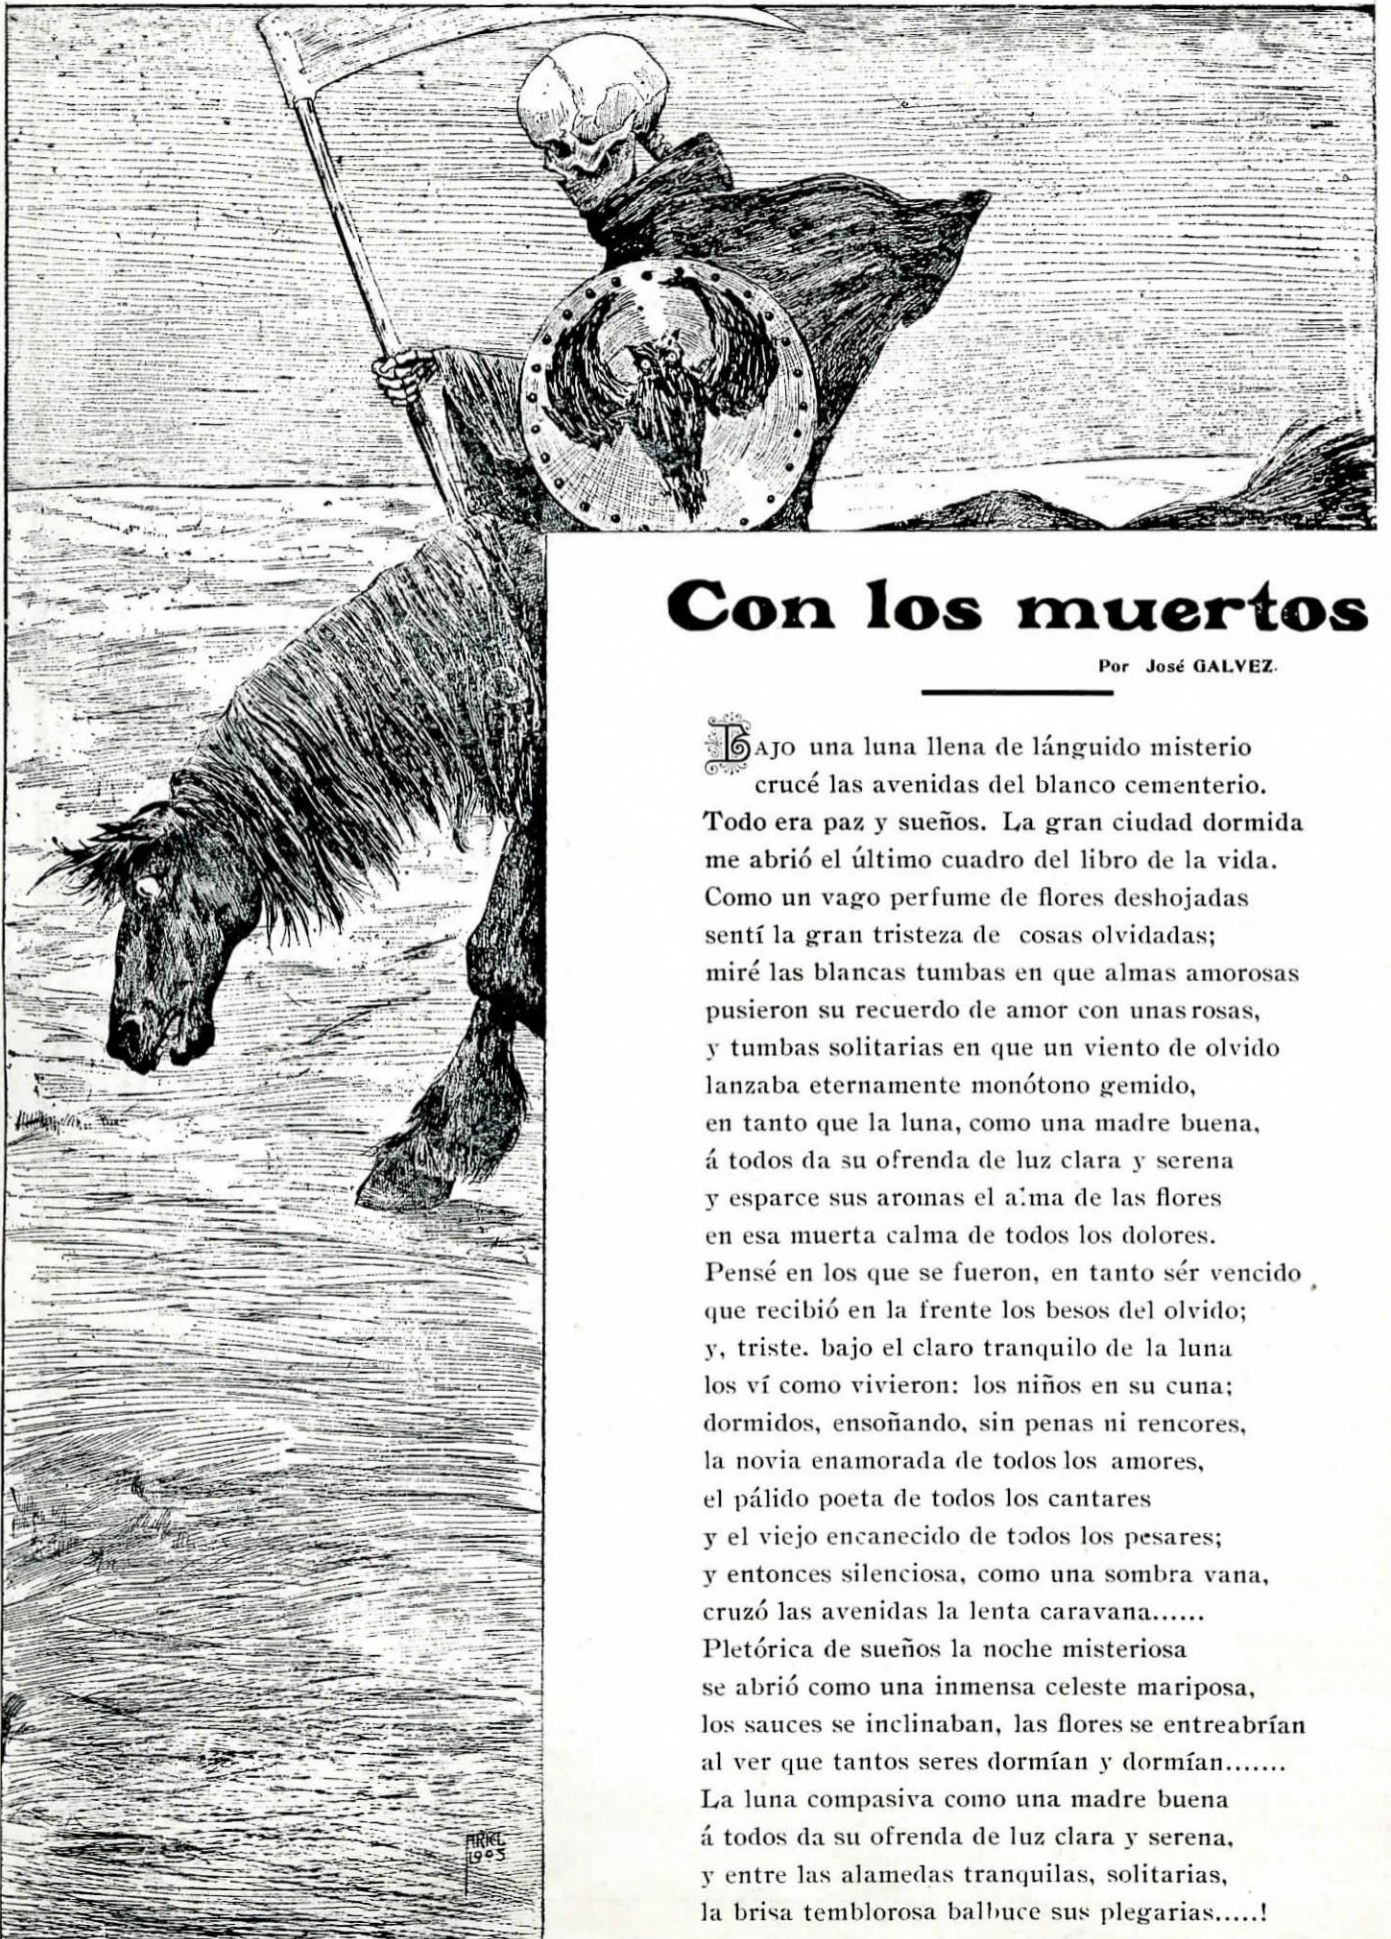 Con los muertos
Por José GALVEZ.
BAJO una luna llena de lánguido misterio
crucé las avenidas del blanco cementerio.
Todo era paz y sueños. La gran ciudad dormida
me abrió el último cuadro del libro de la vida.
Como un vago perfume de flores deshojadas
sentí la gran tristeza de cosas olvidadas;
miré las blancas tumbas en que almas amorosas
pusieron su recuerdo de amor con unas rosas,
y tumbas solitarias en que un viento de olvido
lanzaba eternamente monótono gemido,
en tanto que la luna, como una madre buena,
á todos da su ofrenda de luz clara y serena
y esparce sus aromas el alma de las flores
en esa muerta calma de todos los dolores.
Pensé en los que se fueron, en tanto sér vencido
que recibió en la frente los besos del olvido;
y, triste. bajo el claro tranquilo de la luna
los ví como vivieron: los niños en su cuna;
dormidos, ensoñando, sin penas ni rencores,
la novia enamorada de todos los amores,
el pálido poeta de todos los cantares
y el viejo encanecido de todos los pesares;
y entonces silenciosa, como una sombra vana,
cruzó las avenidas la lenta caravana......
Pletórica de sueños la noche misteriosa
se abrió como una inmensa celeste mariposa,
los sauces se inclinaban, las flores se entreabrían
al ver que tantos seres dormían y dormían.......
La luna compasiva como una madre buena
á todos da su ofrenda de luz clara y serena,
y entre las alamedas tranquilas, solitarias,
la brisa temblorosa balbuce sus plegarias.....!
ARIEL
1905